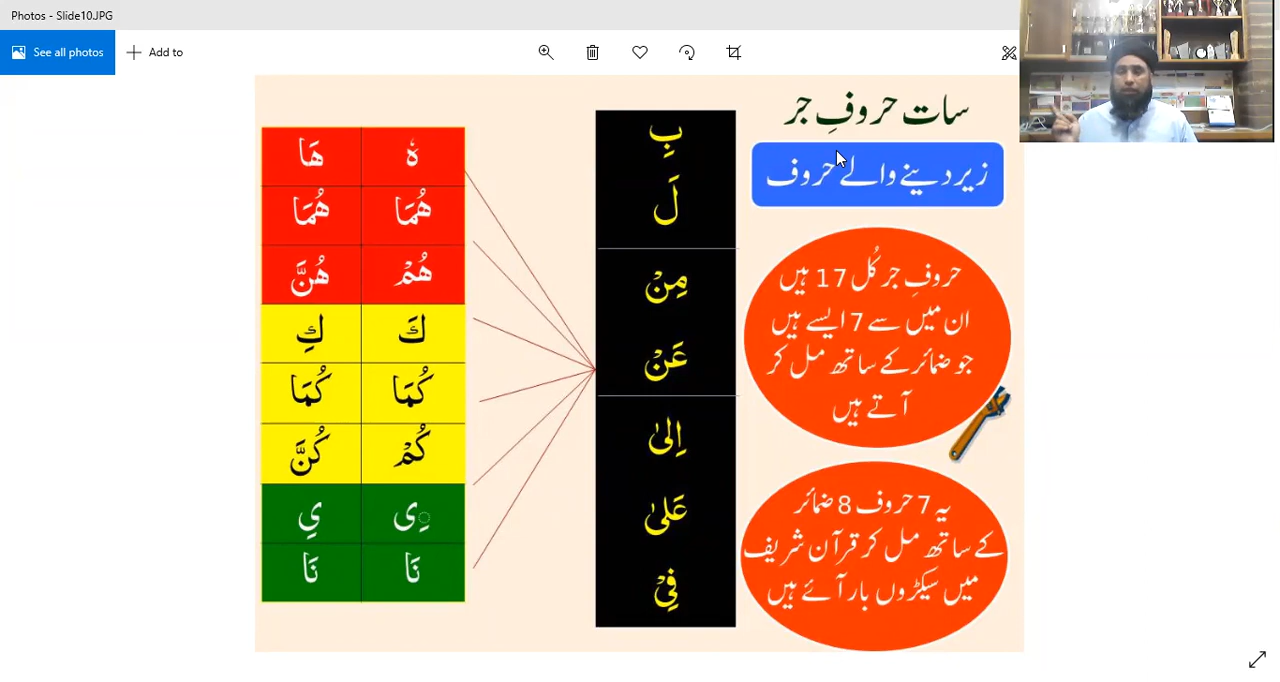 Photos - Slide10.JPG
See all photos
Add to
سات حروفِ جر
زیر دینے والے حروف
حروفِ جر کُل 17 ہیں
ان میں سے 7 ایسے ہیں
جو ضمائر کے ساتھ مل کر
آتے ہیں
یہ 7 حروف 8 ضمائر
کے ساتھ مل کر قرآن شریف
میں سیکڑوں بار آئے ہیں
بِ
لَ
مِنْ
عَنْ
اِلیٰ
عَلیٰ
فِیْ
هٗ هَا
هُمَا هُمَا
هُمْ هُنَّ
كَ كِ
كُمَا كُمَا
كُمْ كُنَّ
◌ِی يِ
نَا نَا